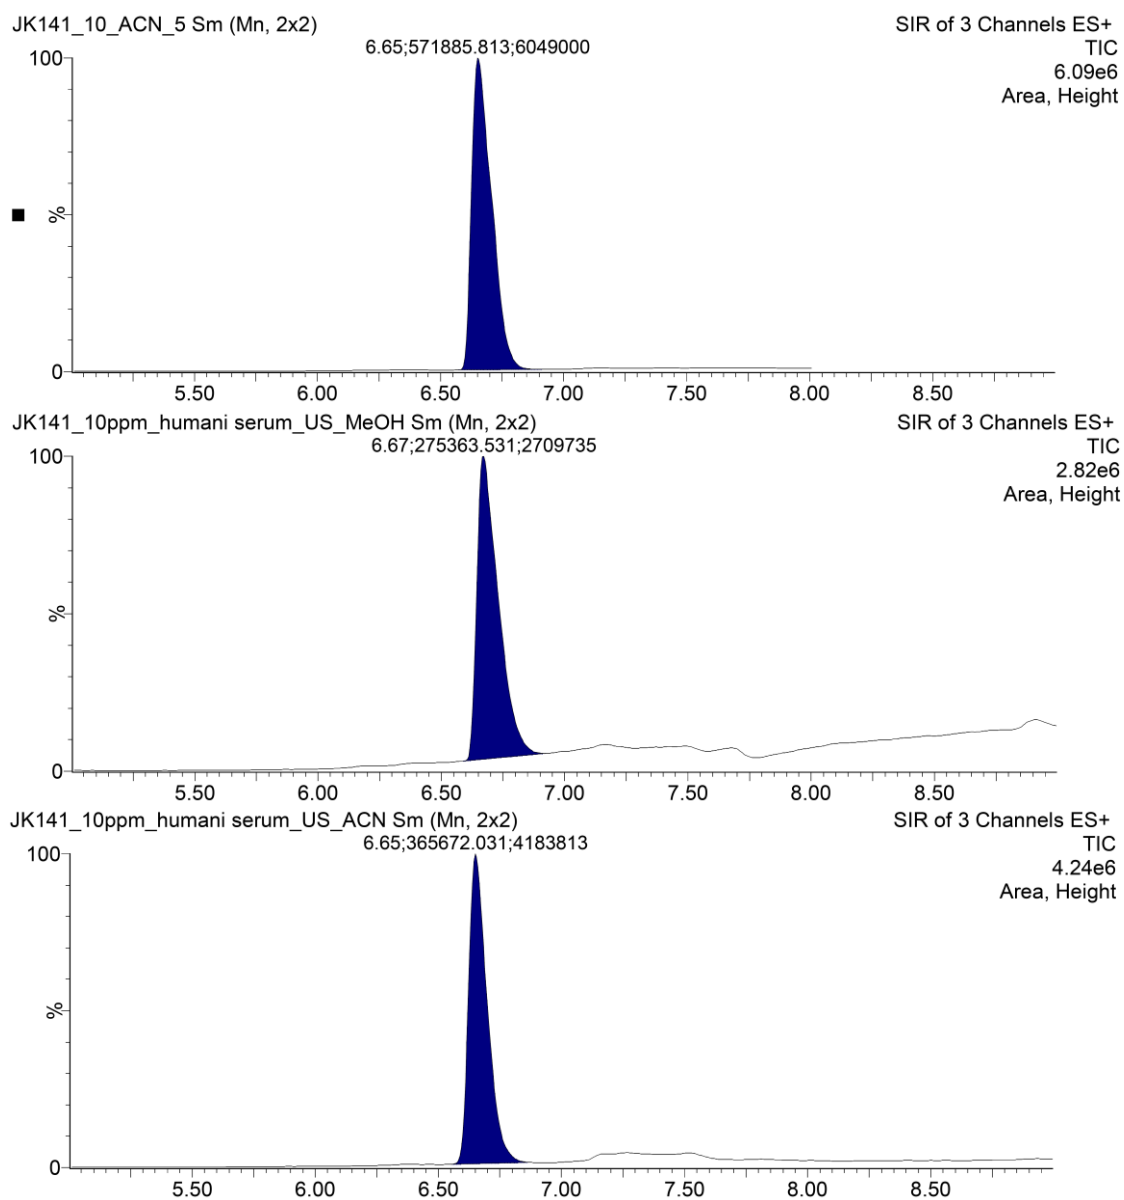 JK141_10_ACN_5 Sm (Mn, 2x2)
SIR of 3 Channels ES+
6.65;571885.813;6049000
TIC
6.09e6
Area, Height
100
%
0
5.50 6.00 6.50 7.00 7.50 8.00 8.50
JK141_10ppm_humani serum_US_MeOH Sm (Mn, 2x2)
SIR of 3 Channels ES+
6.67;275363.531;2709735
TIC
2.82e6
Area, Height
100
%
0
5.50 6.00 6.50 7.00 7.50 8.00 8.50
JK141_10ppm_humani serum_US_ACN Sm (Mn, 2x2)
SIR of 3 Channels ES+
6.65;365672.031;4183813
TIC
4.24e6
Area, Height
100
%
0
5.50 6.00 6.50 7.00 7.50 8.00 8.50